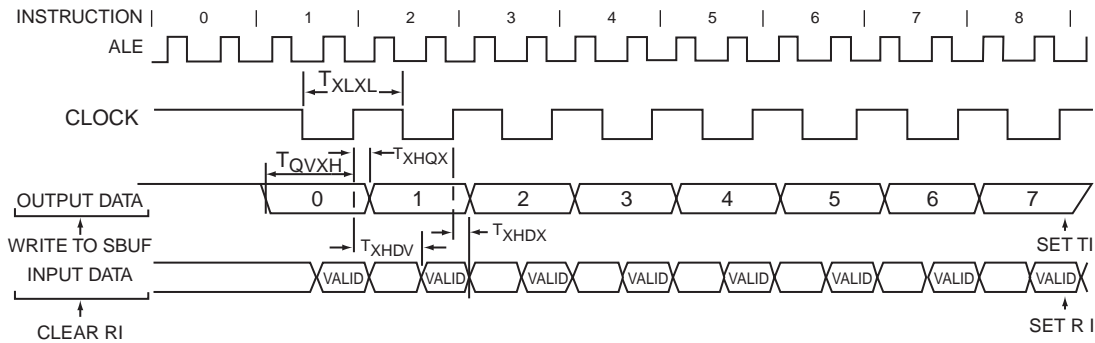 INSTRUCTION | 0 | 1 | 2 | 3 | 4 | 5 | 6 | 7 | 8 |
ALE
TXLXL
CLOCK
TQVXH TXHQX
OUTPUT DATA 0 1 2 3 4 5 6 7
WRITE TO SBUF TXHDV TXHDX SET TI
INPUT DATA VALID VALID VALID VALID VALID VALID VALID VALID
CLEAR RI SET R I